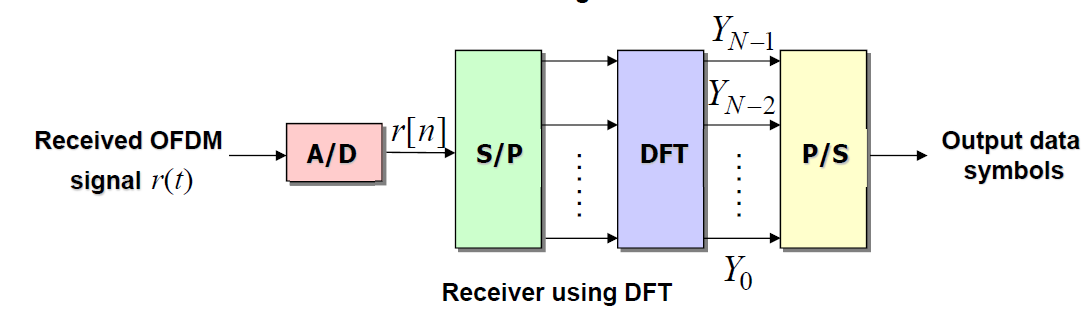 Y_{N-1}
Y_{N-2}
Received OFDM
signal r(t)
A/D
r[n]
S/P
DFT
P/S
Output data
symbols
Y_0
Receiver using DFT